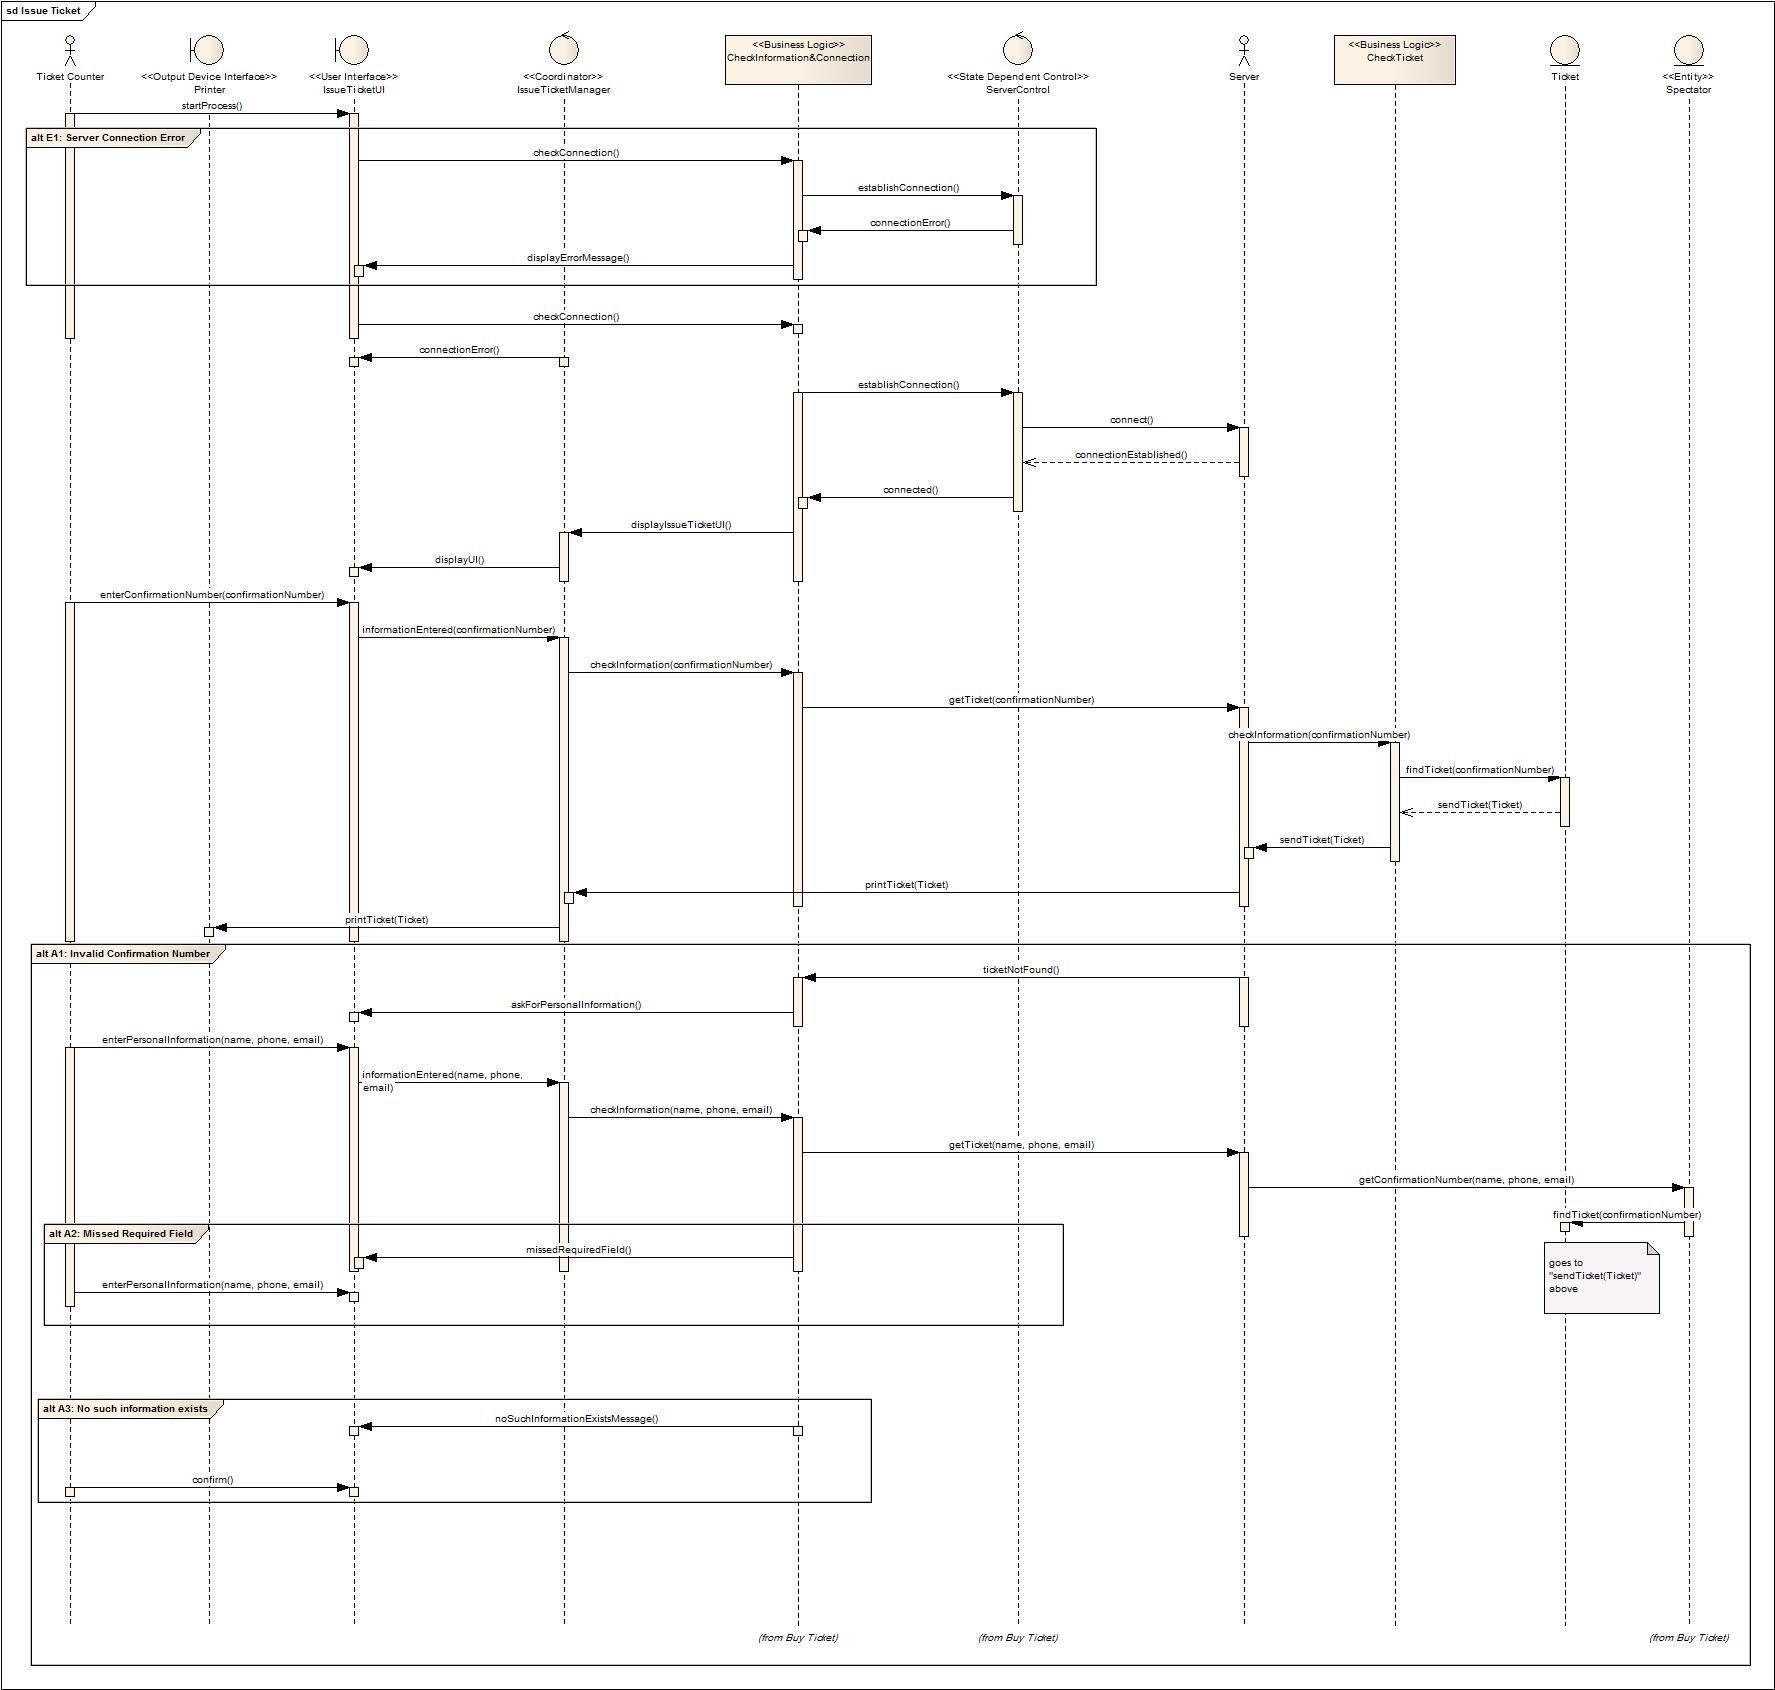 sd Issue Ticket
Ticket Counter
<<Output Device Interface>>
Printer
<<User Interface>>
IssueTicketUI
<<Coordinator>>
IssueTicketManager
<<Business Logic>>
CheckInformation&Connection
<<State Dependent Control>>
ServerControl
Server
<<Business Logic>>
CheckTicket
Ticket
<<Entity>>
Spectator
startProcess()
alt E1: Server Connection Error
checkConnection()
establishConnection()
connectionError()
displayErrorMessage()
checkConnection()
connectionError()
establishConnection()
connect()
connectionEstablished()
connected()
displayIssueTicketUI()
displayUI()
enterConfirmationNumber(confirmationNumber)
informationEntered(confirmationNumber)
checkInformation(confirmationNumber)
getTicket(confirmationNumber)
checkInformation(confirmationNumber)
findTicket(confirmationNumber)
sendTicket(Ticket)
sendTicket(Ticket)
printTicket(Ticket)
printTicket(Ticket)
alt A1: Invalid Confirmation Number
ticketNotFound()
askForPersonalInformation()
enterPersonalInformation(name, phone, email)
informationEntered(name, phone,
email)
checkInformation(name, phone, email)
getTicket(name, phone, email)
getConfirmationNumber(name, phone, email)
findTicket(confirmationNumber)
alt A2: Missed Required Field
missedRequiredField()
goes to
"sendTicket(Ticket)"
above
enterPersonalInformation(name, phone, email)
alt A3: No such information exists
noSuchInformationExistsMessage()
confirm()
(from Buy Ticket)
(from Buy Ticket)
(from Buy Ticket)